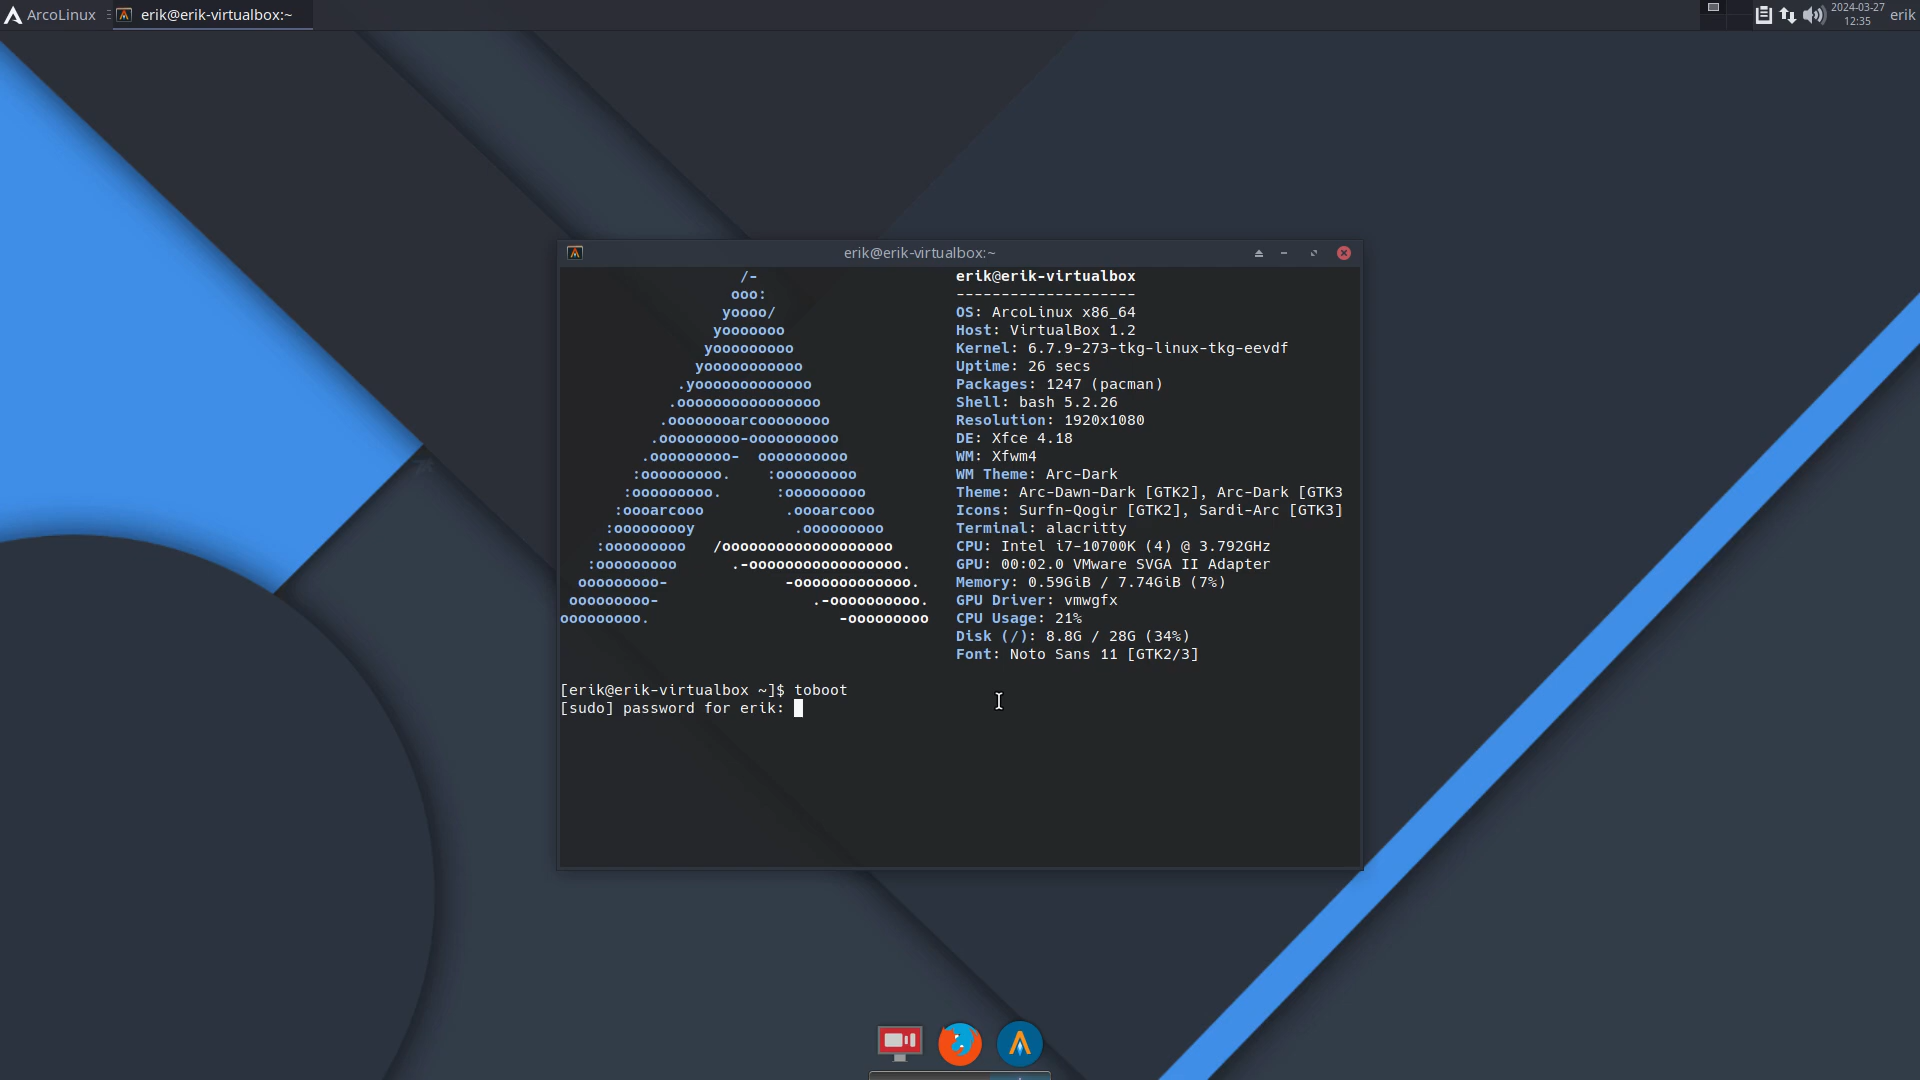 ArcoLinux
erik@erik-virtualbox:~
2024-03-27
12:35
erik
erik@erik-virtualbox:~
/-
ooo:
yoooo/
yooooooo
yooooooooo
yooooooooooo
.yooooooooooooo
.oooooooooooooooo
.oooooooarcoooooooo
.ooooooooo-oooooooooo
.ooooooooo-  oooooooooo
:ooooooooo.    :ooooooooo
:ooooooooo.      :ooooooooo
:oooarcooo         .oooarcooo
:ooooooooy           .ooooooooo
:ooooooooo   /ooooooooooooooooooo
:ooooooooo      .-ooooooooooooooooo.
ooooooooo-             -ooooooooooooo.
ooooooooo-                 .-oooooooooo.
ooooooooo.                     -ooooooooo
erik@erik-virtualbox
--------------------
OS: ArcoLinux x86_64
Host: VirtualBox 1.2
Kernel: 6.7.9-273-tkg-linux-tkg-eevdf
Uptime: 26 secs
Packages: 1247 (pacman)
Shell: bash 5.2.26
Resolution: 1920x1080
DE: Xfce 4.18
WM: Xfwm4
WM Theme: Arc-Dark
Theme: Arc-Dawn-Dark [GTK2], Arc-Dark [GTK3
Icons: Surfn-Qogir [GTK2], Sardi-Arc [GTK3]
Terminal: alacritty
CPU: Intel i7-10700K (4) @ 3.792GHz
GPU: 00:02.0 VMware SVGA II Adapter
Memory: 0.59GiB / 7.74GiB (7%)
GPU Driver: vmwgfx
CPU Usage: 21%
Disk (/): 8.8G / 28G (34%)
Font: Noto Sans 11 [GTK2/3]
[erik@erik-virtualbox ~]$ toboot
[sudo] password for erik: